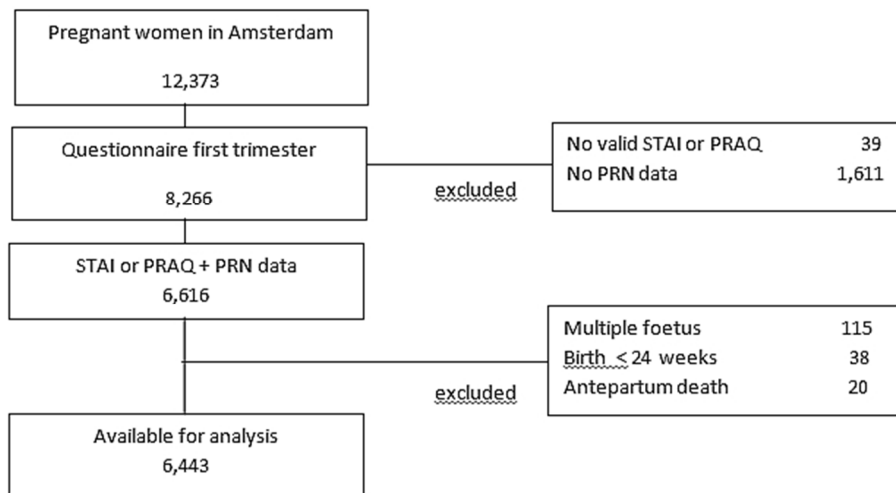 Pregnant women in Amsterdam
12,373
Questionnaire first trimester
8,266
No valid STAI or PRAQ 39
No PRN data 1,611
excluded
STAI or PRAQ + PRN data
6,616
Multiple foetus 115
Birth < 24 weeks 38
Antepartum death 20
excluded
Available for analysis
6,443